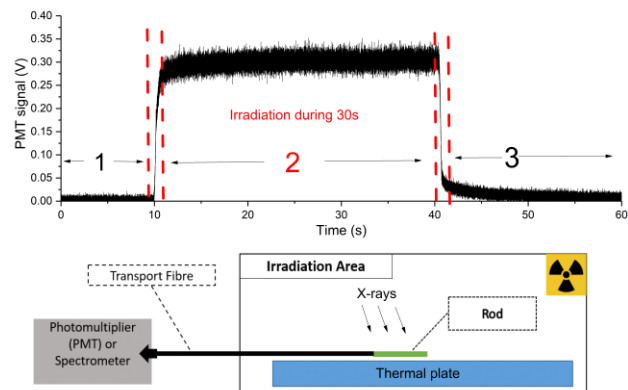 0.40
0.35
0.30
0.25
0.20
0.15
0.10
0.05
0.00
PMT signal (V)
Irradiation during 30s
1
2
3
0
10
20
30
40
50
60
Time (s)
Transport Fibre
Irradiation Area
X-rays
Rod
Photomultiplier
(PMT) or
Spectrometer
Thermal plate